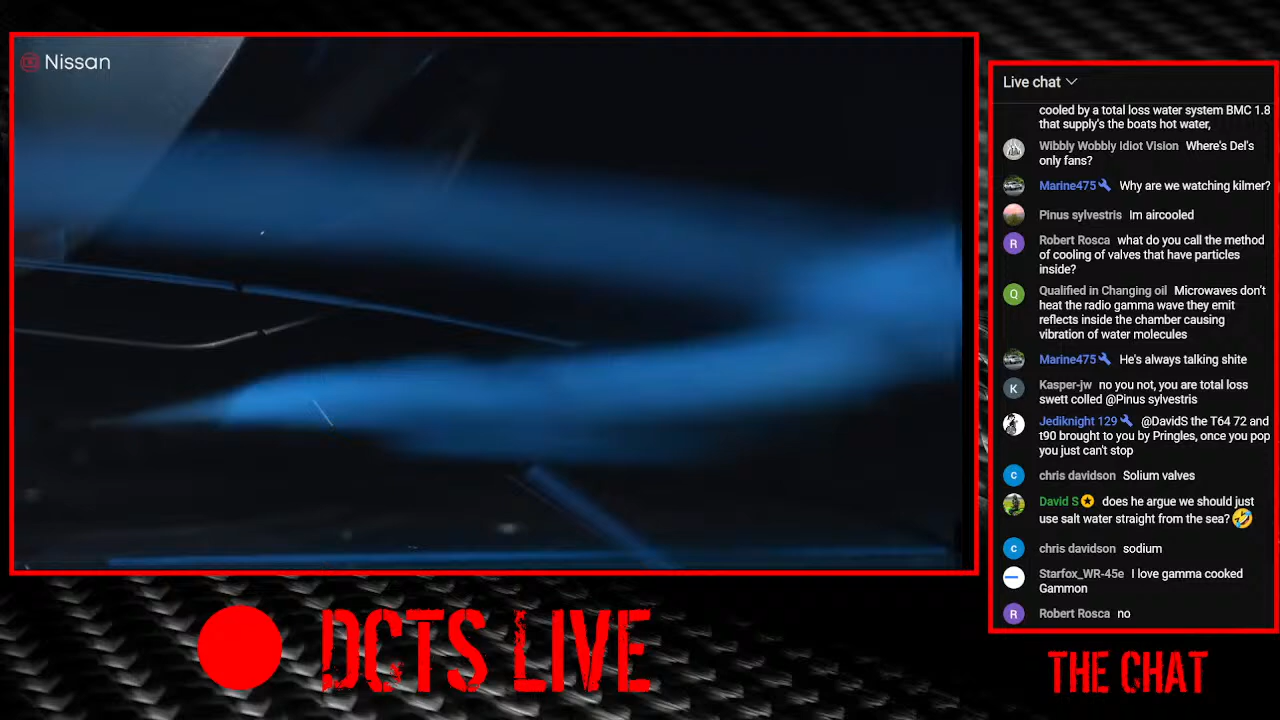 Nissan
Live chat
cooled by a total loss water system BMC 1.8
that supply's the boats hot water,
Wibbly Wobbly Idiot Vision Where's Del's
only fans?
Marine475 Why are we watching kilmer?
Pinus sylvestris Im aircooled
R
Robert Rosca what do you call the method
of cooling of valves that have particles
inside?
Q
Qualified in Changing oil Microwaves don't
heat the radio gamma wave they emit
reflects inside the chamber causing
vibration of water molecules
Marine475 He's always talking shite
K
Kasper-jw no you not, you are total loss
swett colled @Pinus sylvestris
Jediknight 129 @DavidS the T64 72 and
t90 brought to you by Pringles, once you pop
you just can't stop
c
chris davidson Solium valves
David S does he argue we should just
use salt water straight from the sea? 🤣
c
chris davidson sodium
Starfox_WR-45e I love gamma cooked
Gammon
R
Robert Rosca no
DCTS LIVE
THE CHAT